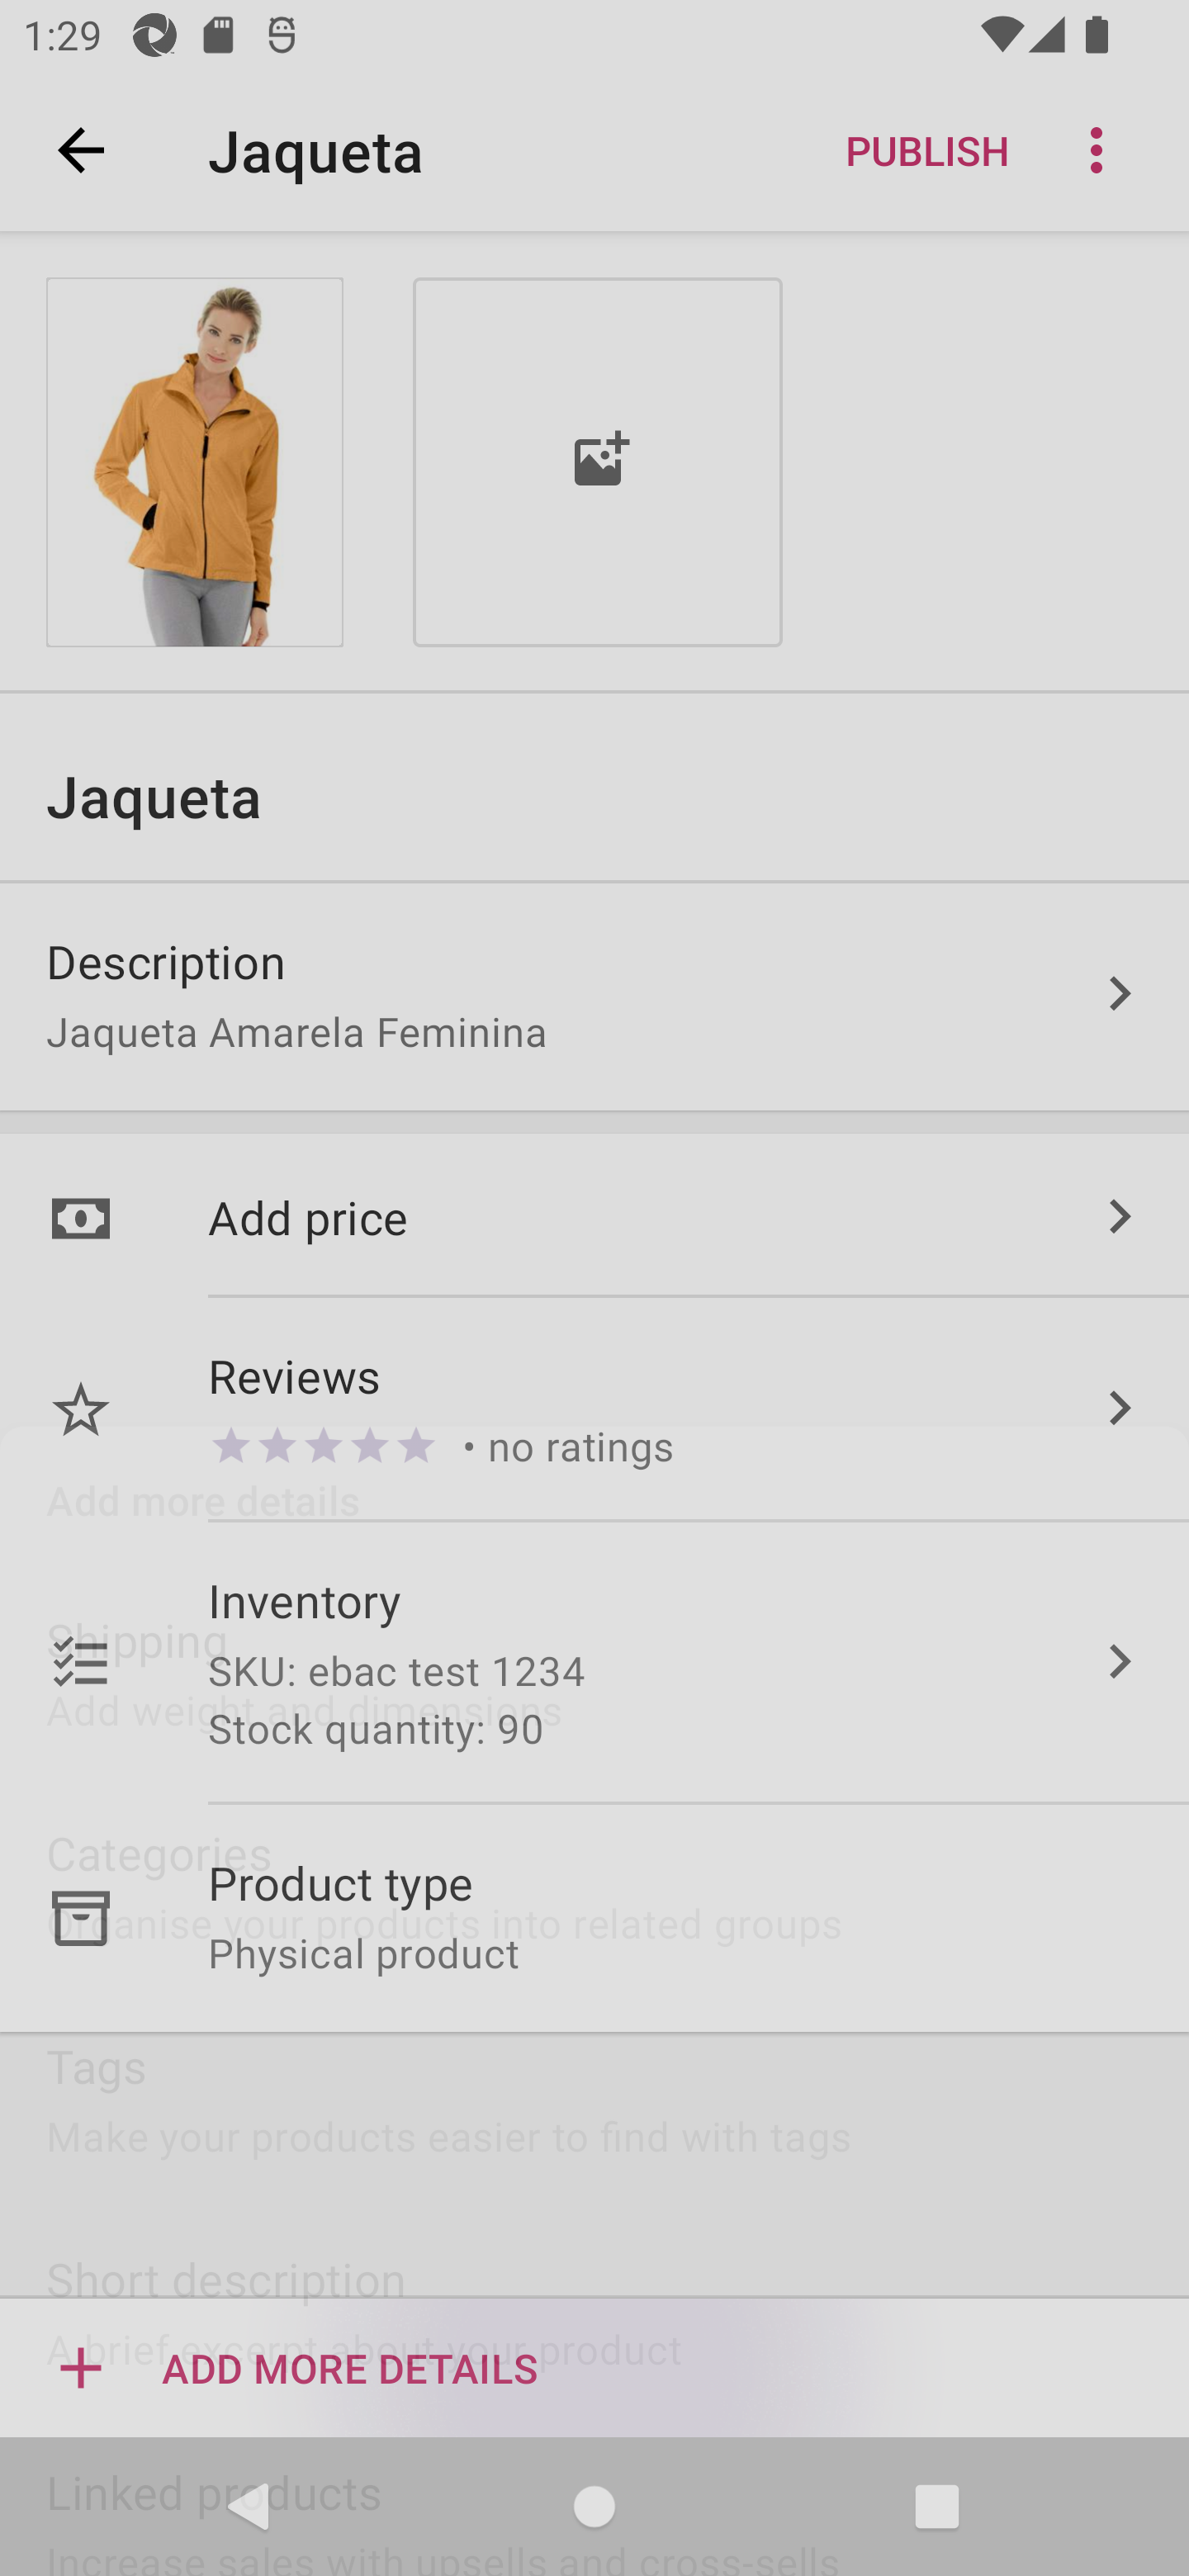 1:29
Jaqueta
PUBLISH
Jaqueta
Description
Jaqueta Amarela Feminina
Add price
Reviews
• no ratings
Add more details
Inventory
Shipping
SKU: ebac test 1234
Add weight and dimensions
Stock quantity: 90
Categories
Product type
Organise your products into related groups
Physical product
Tags
Make your products easier to find with tags
Short description
A brief excerpt about your product
ADD MORE DETAILS
Linked products
Increase sales with upsells and cross-sells